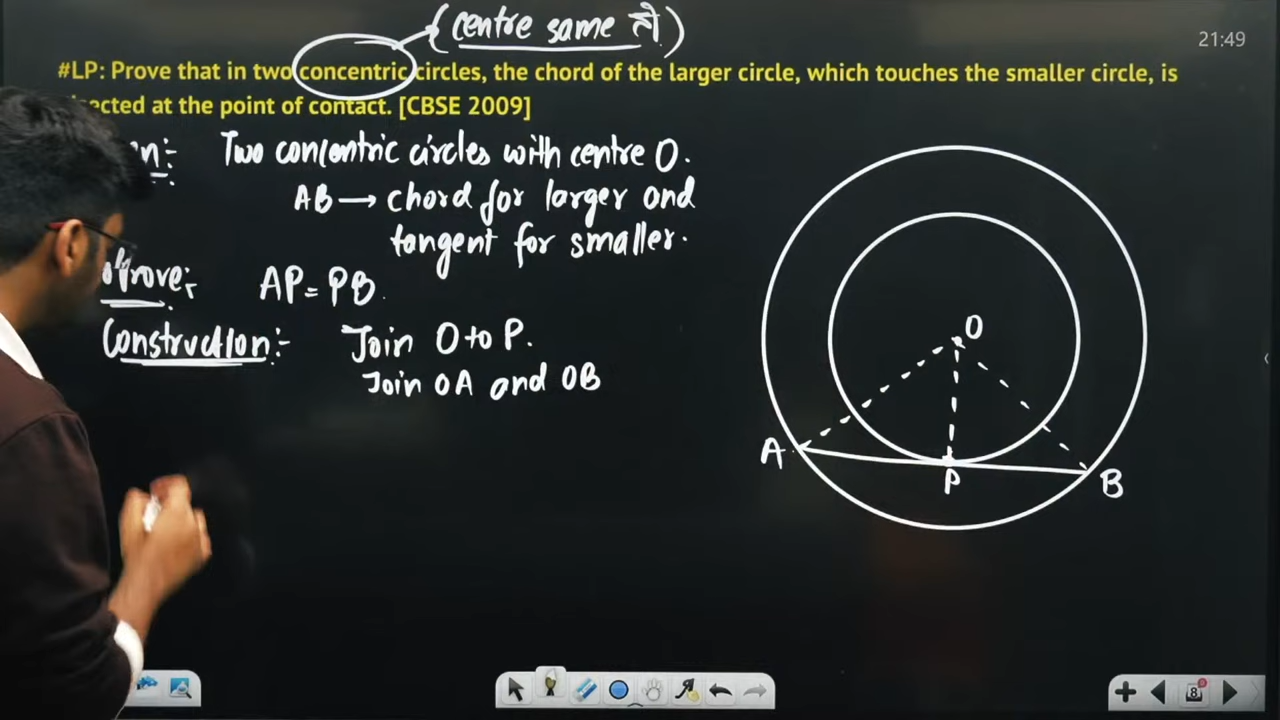 (centre same हो)
21:49
#LP: Prove that in two concentric circles, the chord of the larger circle, which touches the smaller circle, is
at the point of contact. [CBSE 2009]
Two concentric circles with centre O.
AB → chord for larger and
tangent for smaller.
Prove:
AP = PB.
Construction:- Join O to P.
Join OA and OB
O
A
P
B
8